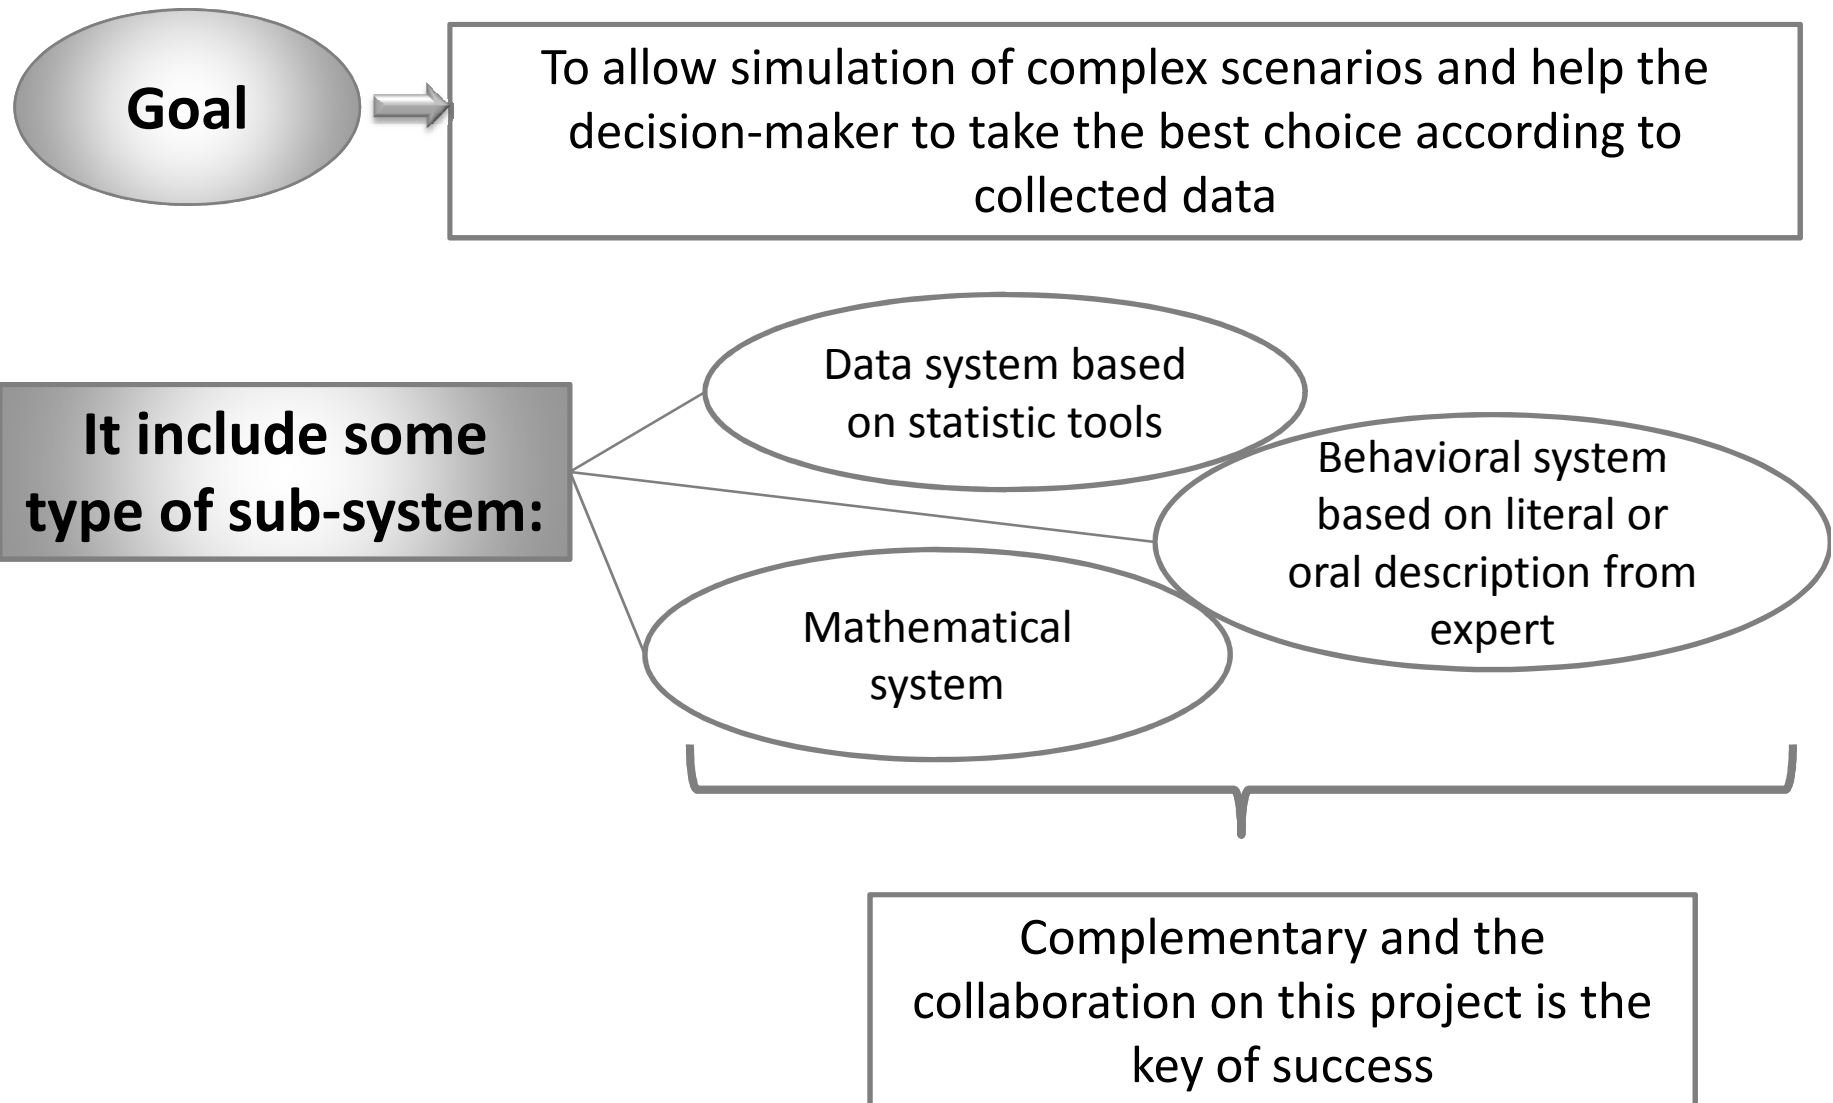 Goal
To allow simulation of complex scenarios and help the
decision-maker to take the best choice according to
collected data
It include some
type of sub-system:
Data system based
on statistic tools
Behavioral system
based on literal or
oral description from
expert
Mathematical
system
Complementary and the
collaboration on this project is the
key of success